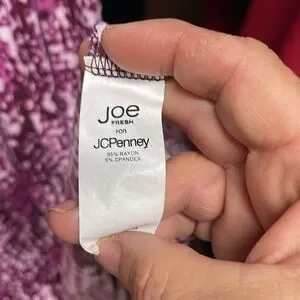 Joe
FRESH
FOR
JCPenney
95% RAYON
5% SPANDEX